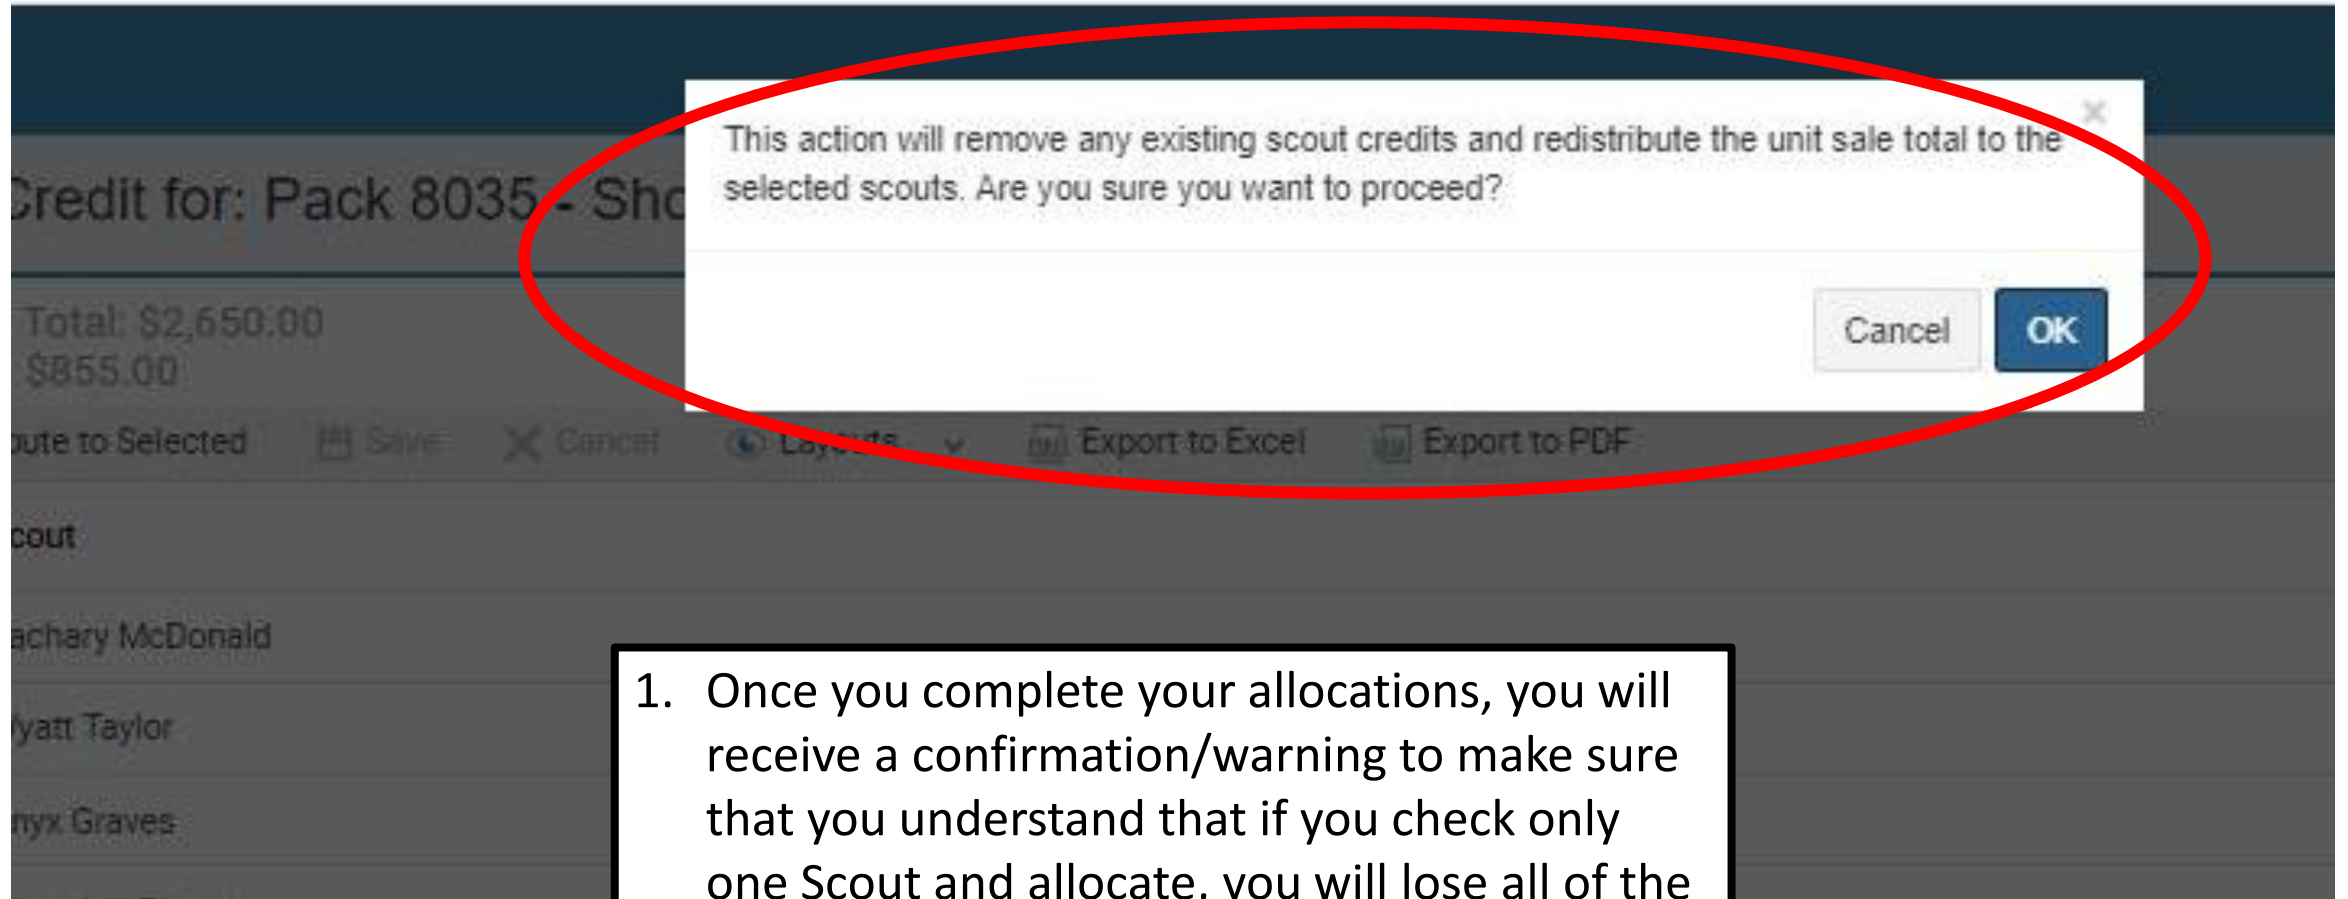 This action will remove any existing scout credits and redistribute the unit sale total to the
selected scouts. Are you sure you want to proceed?
Credit for: Pack 8035 - Sho
Cancel OK
Total: $2,650.00
$855.00
oute to Selected Save Cancel Layouts Export to Excel Export to PDF
cout
achary McDonald
yatt Taylor
nyx Graves
1. Once you complete your allocations, you will
receive a confirmation/warning to make sure
that you understand that if you check only
one Scout and allocate, you will lose all of the